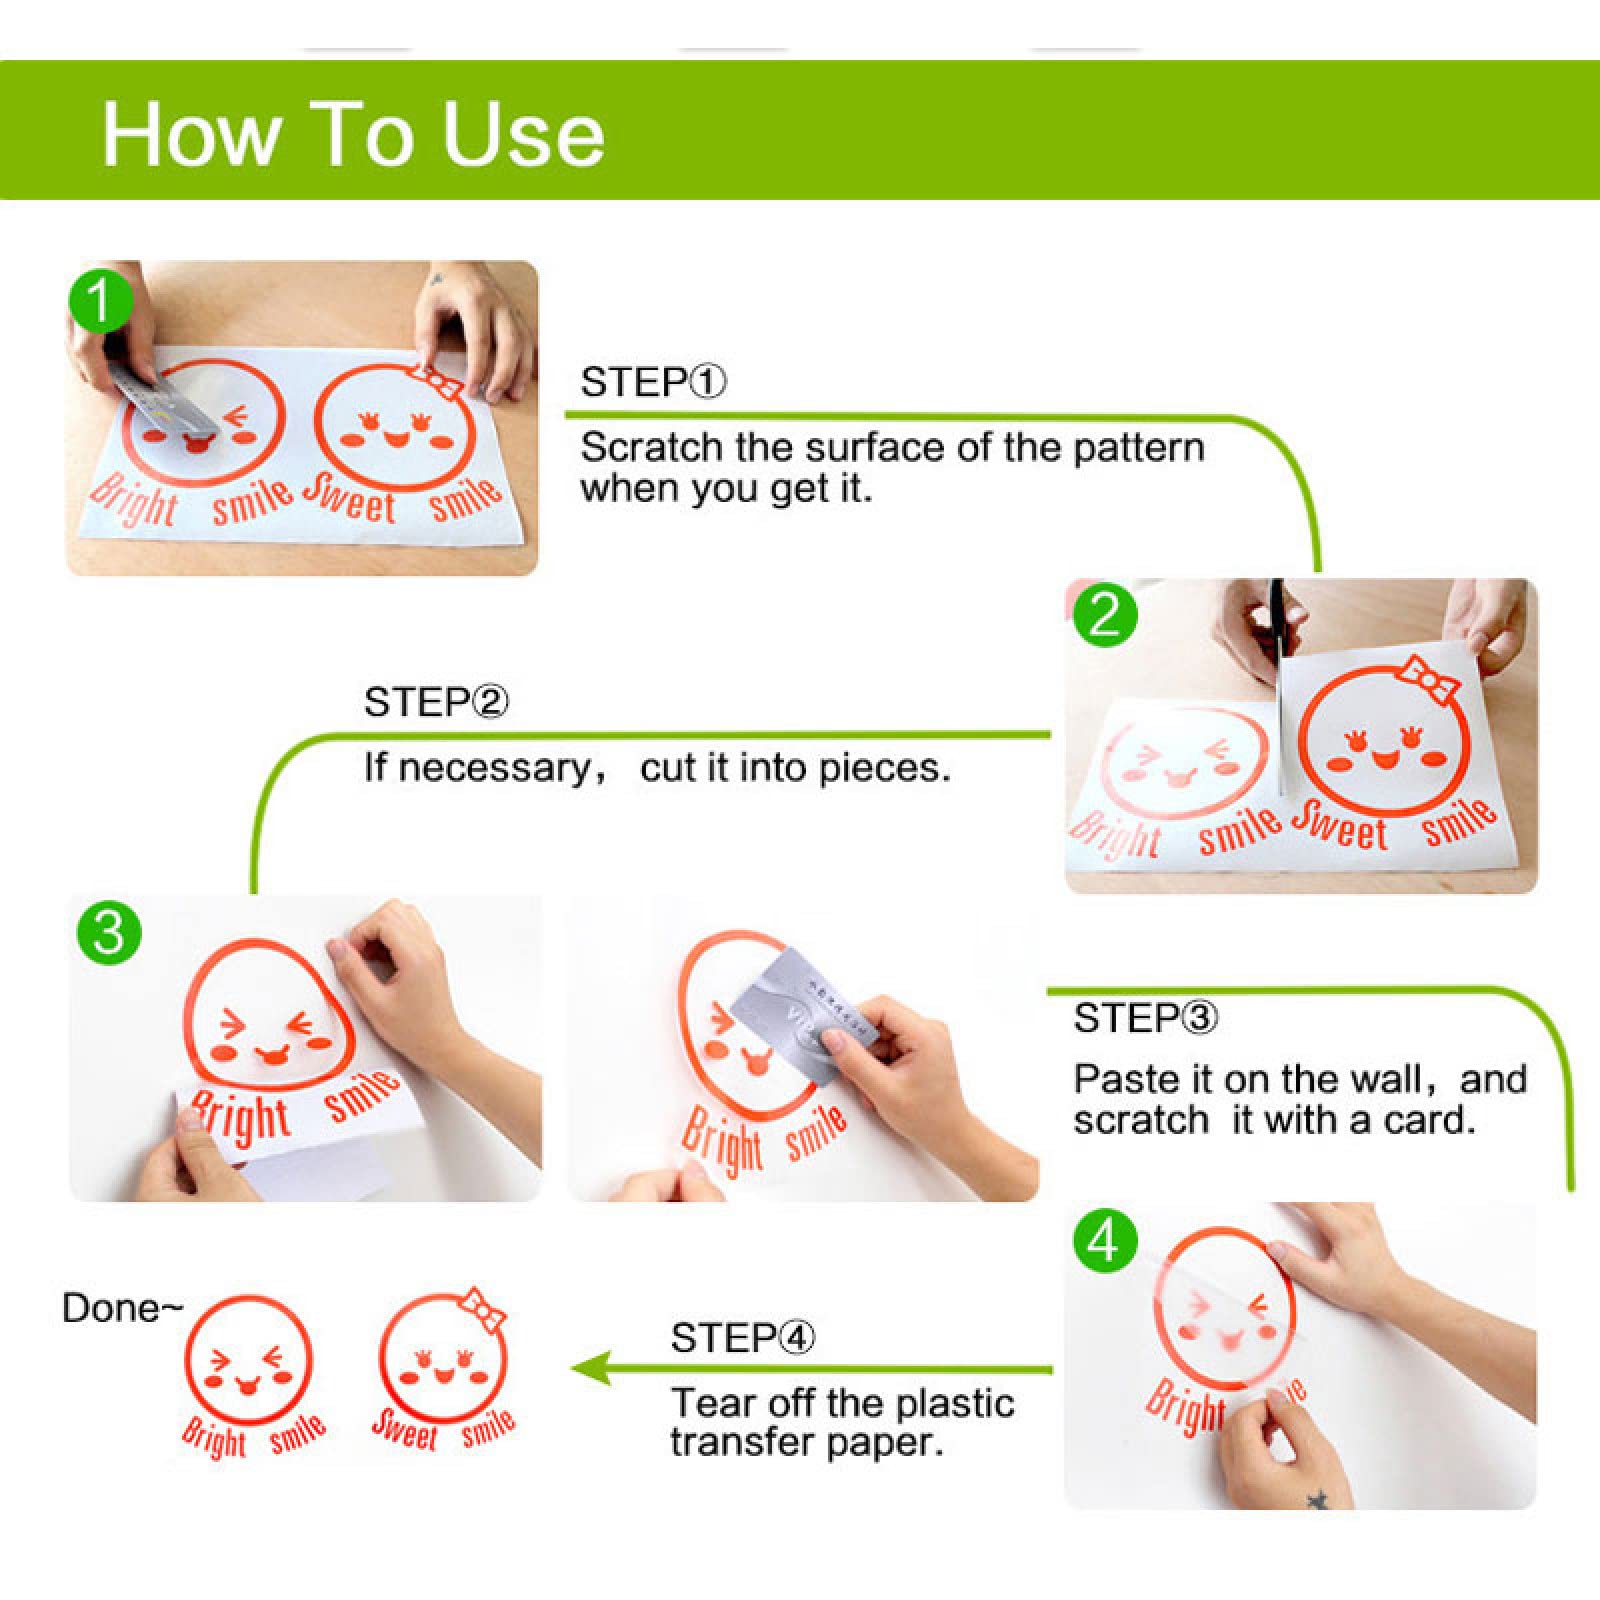 How To Use
1
STEP①
Scratch the surface of the pattern
when you get it.
Bright smile Sweet smile
2
STEP②
If necessary, cut it into pieces.
Bright smile Sweet smile
3
Bright smile
VIP
Bright smile
STEP③
Paste it on the wall, and
scratch it with a card.
4
Bright
Done~
STEP④
Tear off the plastic
transfer paper.
Bright smile
Sweet smile